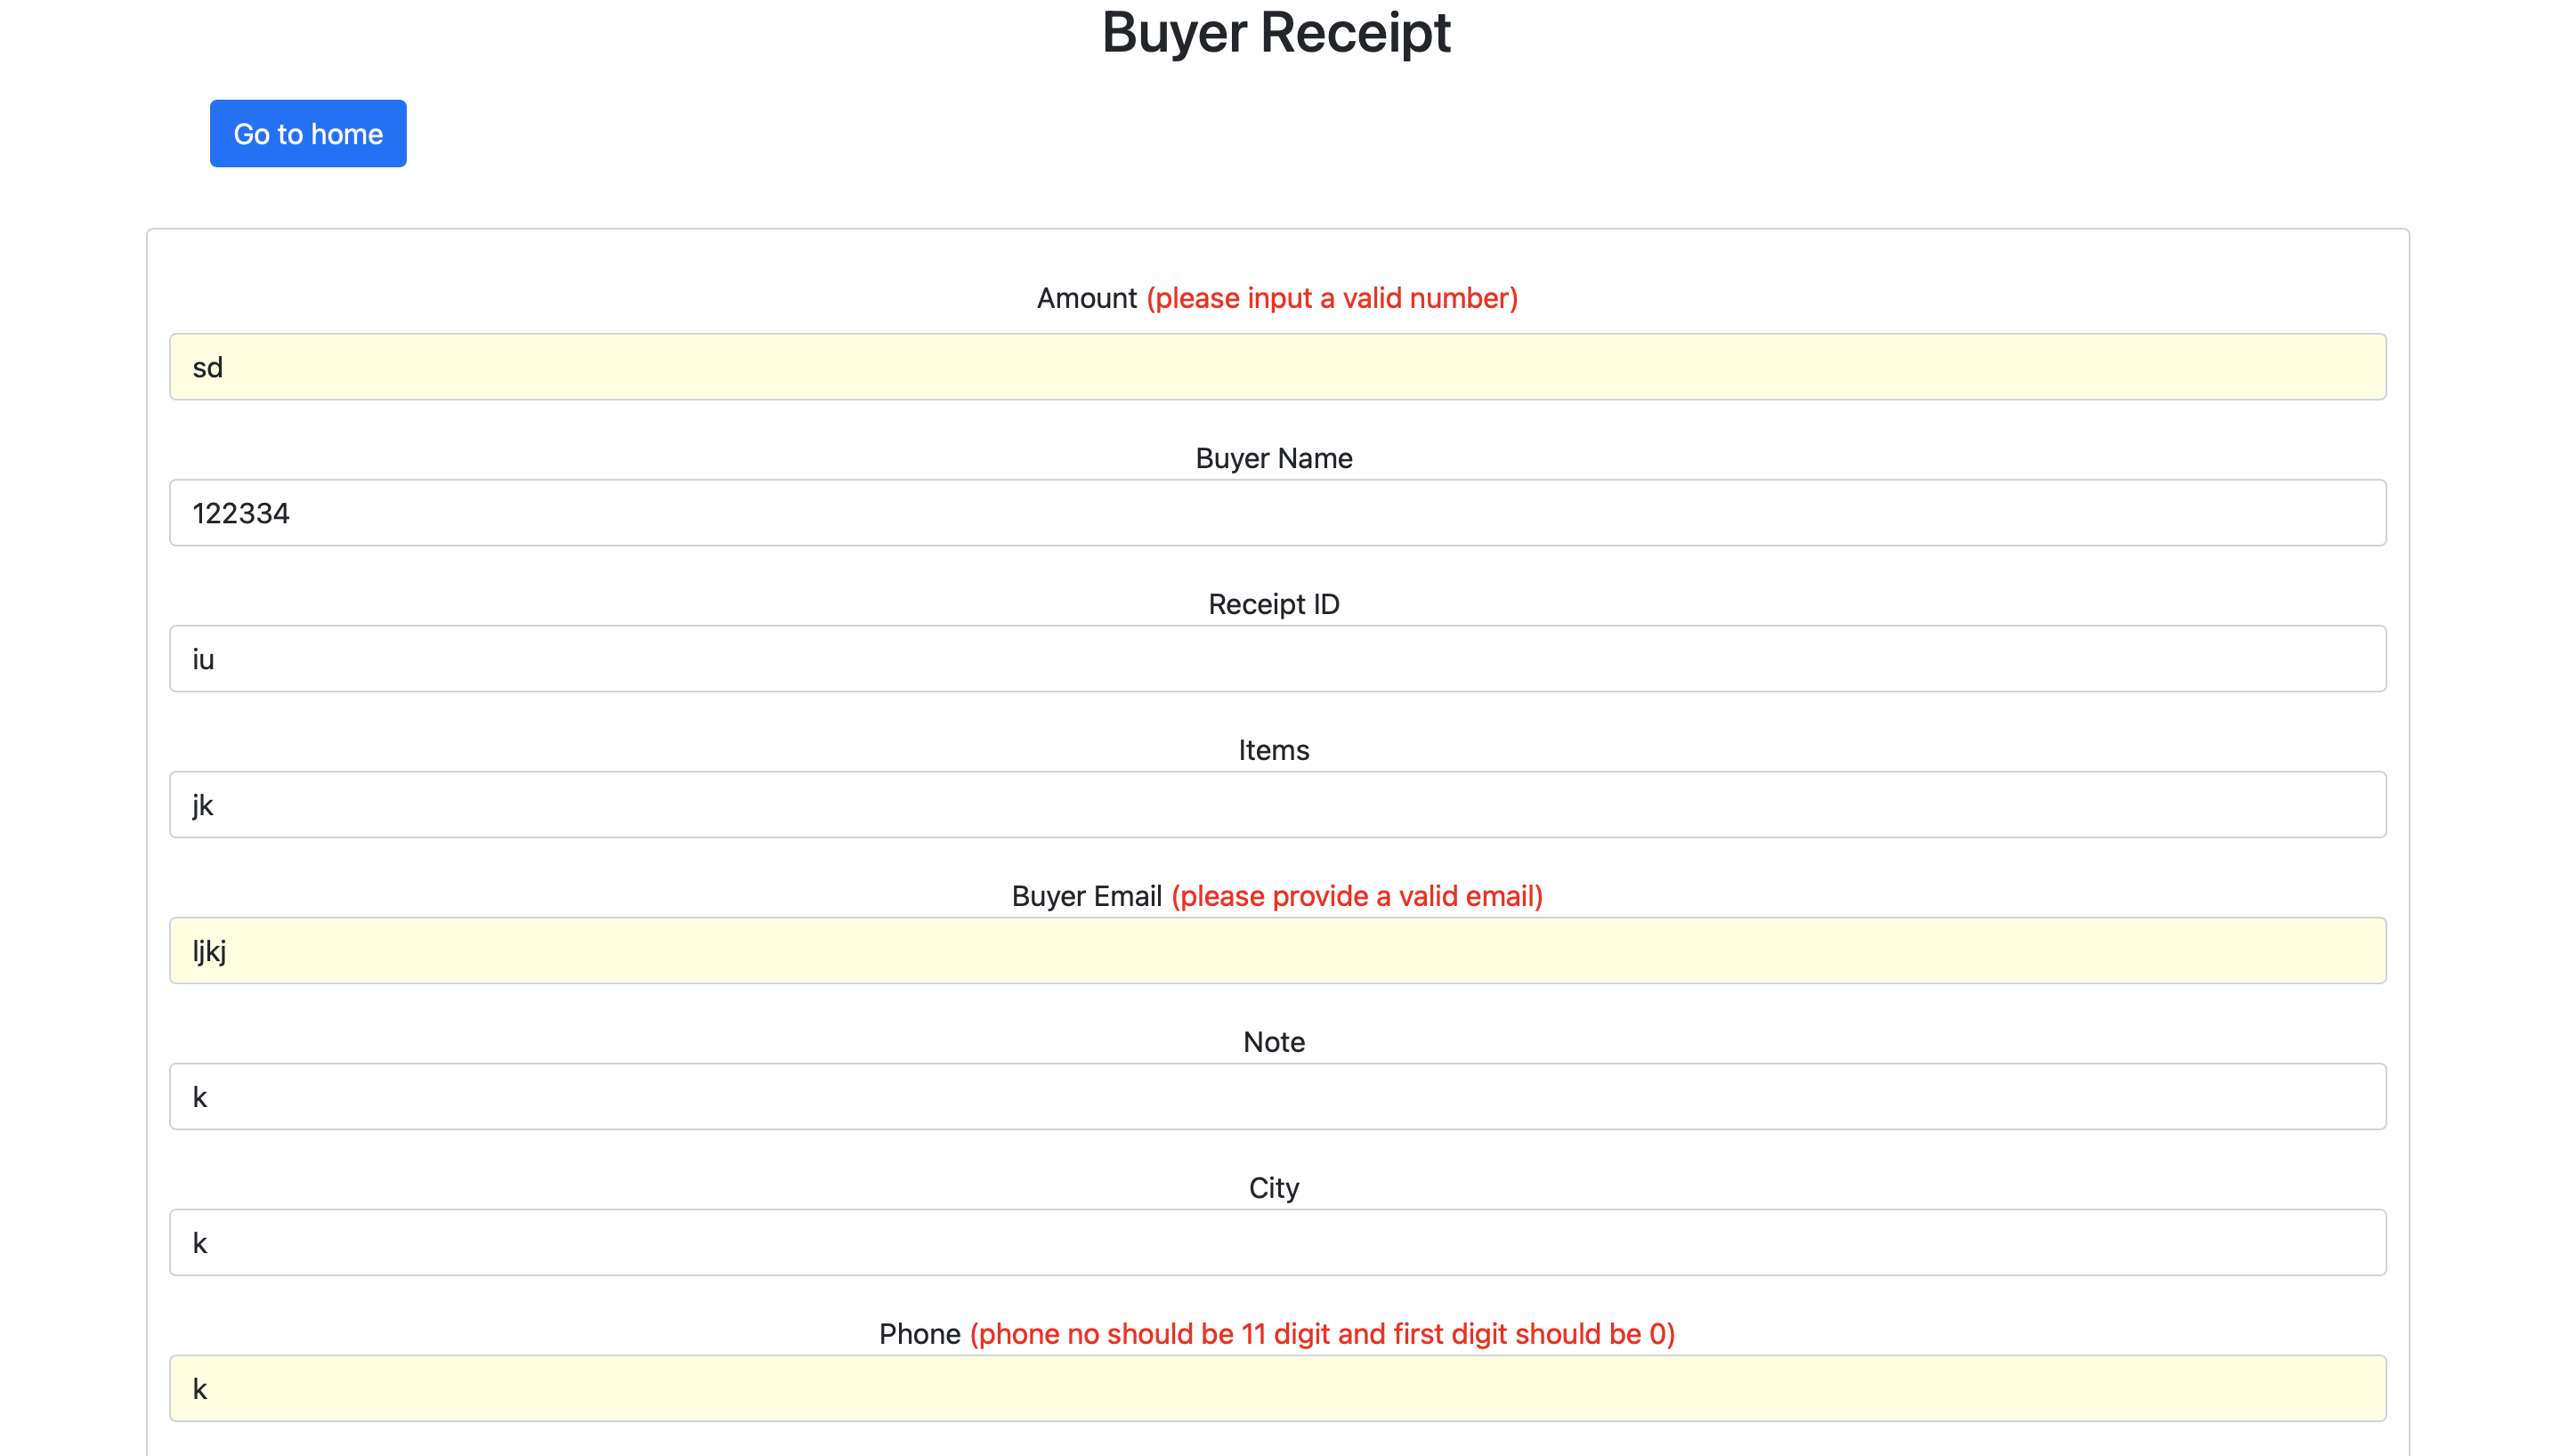 Buyer Receipt
Go to home
Amount (please input a valid number)
sd
Buyer Name
122334
Receipt ID
iu
Items
jk
Buyer Email (please provide a valid email)
ljkj
Note
k
City
k
Phone (phone no should be 11 digit and first digit should be 0)
k